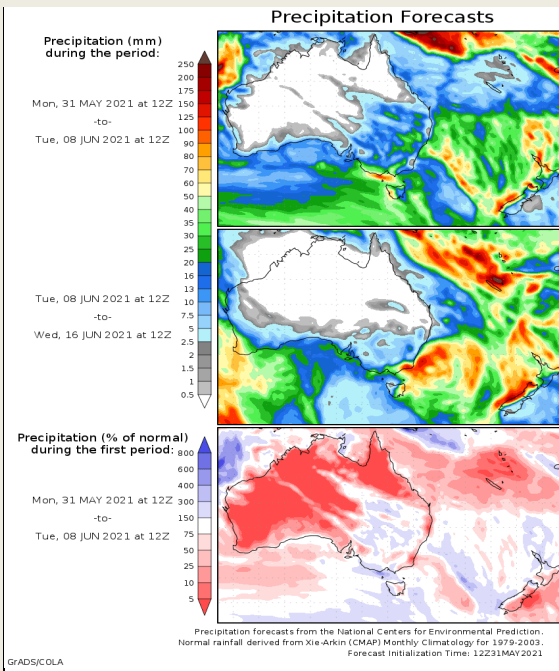 Precipitation Forecasts
Precipitation (mm)
during the period:
Mon, 31 MAY 2021 at 12Z
-to-
Tue, 08 JUN 2021 at 12Z
250
200
175
150
125
100
90
80
70
60
50
40
35
30
25
20
16
13
10
7.5
5
2.5
2
1.5
1
0.5
Tue, 08 JUN 2021 at 12Z
-to-
Wed, 16 JUN 2021 at 12Z
Precipitation (% of normal)
during the first period:
Mon, 31 MAY 2021 at 12Z
-to-
Tue, 08 JUN 2021 at 12Z
800
600
400
300
150
75
50
25
10
5
Precipitation forecasts from the National Centers for Environmental Prediction.
Normal rainfall derived from Xie-Arkin (CMAP) Monthly Climatology for 1979-2003.
Forecast Initialization Time: 12Z31MAY2021
GrADS/COLA